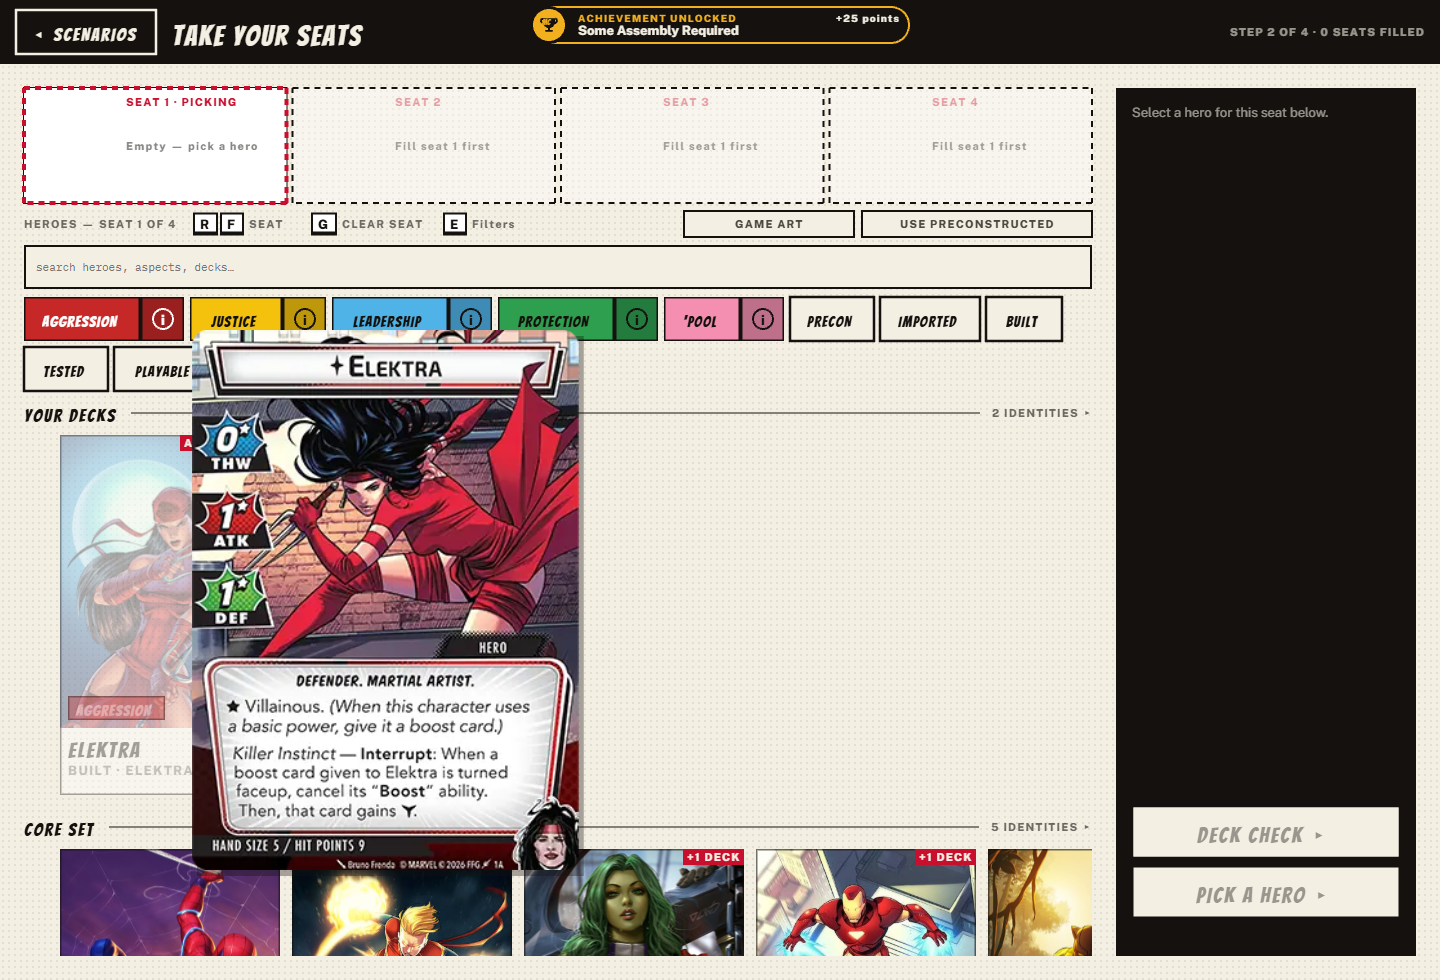 ◂ SCENARIOS
TAKE YOUR SEATS
ACHIEVEMENT UNLOCKED
+25 points
Some Assembly Required
STEP 2 OF 4 · 0 SEATS FILLED
SEAT 1 · PICKING
Empty — pick a hero
SEAT 2
Fill seat 1 first
SEAT 3
Fill seat 1 first
SEAT 4
Fill seat 1 first
Select a hero for this seat below.
HEROES — SEAT 1 OF 4
R F SEAT
G CLEAR SEAT
E Filters
GAME ART
USE PRECONSTRUCTED
search heroes, aspects, decks…
AGGRESSION
JUSTICE
LEADERSHIP
PROTECTION
'POOL
PRECON
IMPORTED
BUILT
TESTED
PLAYABLE
YOUR DECKS
2 IDENTITIES ▸
AGGRESSION
ELEKTRA
BUILT · ELEKTRA
ELEKTRA
0 THW
1 ATK
1 DEF
HERO
DEFENDER. MARTIAL ARTIST.
★ Villainous. (When this character uses
a basic power, give it a boost card.)
Killer Instinct — Interrupt: When a
boost card given to Elektra is turned
faceup, cancel its "Boost" ability.
Then, that card gains
HAND SIZE 5 / HIT POINTS 9
Bruno Frenda © MARVEL © 2026 FFG 1A
CORE SET
5 IDENTITIES ▸
+1 DECK
+1 DECK
DECK CHECK ▸
PICK A HERO ▸